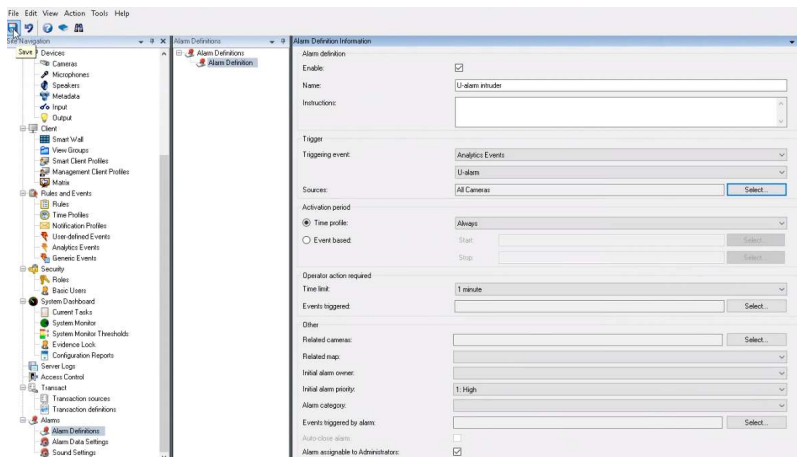 File Edit View Action Tools Help
Site Navigation
Save
Devices
Cameras
Microphones
Speakers
Metadata
Input
Output
Client
Smart Wall
View Groups
Smart Client Profiles
Management Client Profiles
Matrix
Rules and Events
Rules
Time Profiles
Notification Profiles
User-defined Events
Analytics Events
Generic Events
Security
Roles
Basic Users
System Dashboard
Current Tasks
System Monitor
System Monitor Thresholds
Evidence Lock
Configuration Reports
Server Logs
Access Control
Transact
Transaction sources
Transaction definitions
Alarms
Alarm Definitions
Alarm Data Settings
Sound Settings
Alarm Definitions
Alarm Definitions
Alarm Definition
Alarm Definition Information
Alarm definition
Enable:
Name: U-alarm intruder
Instructions:
Trigger
Triggering event: Analytics Events
U-alarm
Sources: All Cameras Select...
Activation period
Time profile: Always
Event based: Start: Select...
Stop: Select...
Operator action required
Time limit: 1 minute
Events triggered: Select...
Other
Related cameras: Select...
Related map:
Initial alarm owner:
Initial alarm priority: 1: High
Alarm category:
Events triggered by alarm: Select...
Auto-close alarm:
Alarm assignable to Administrators: